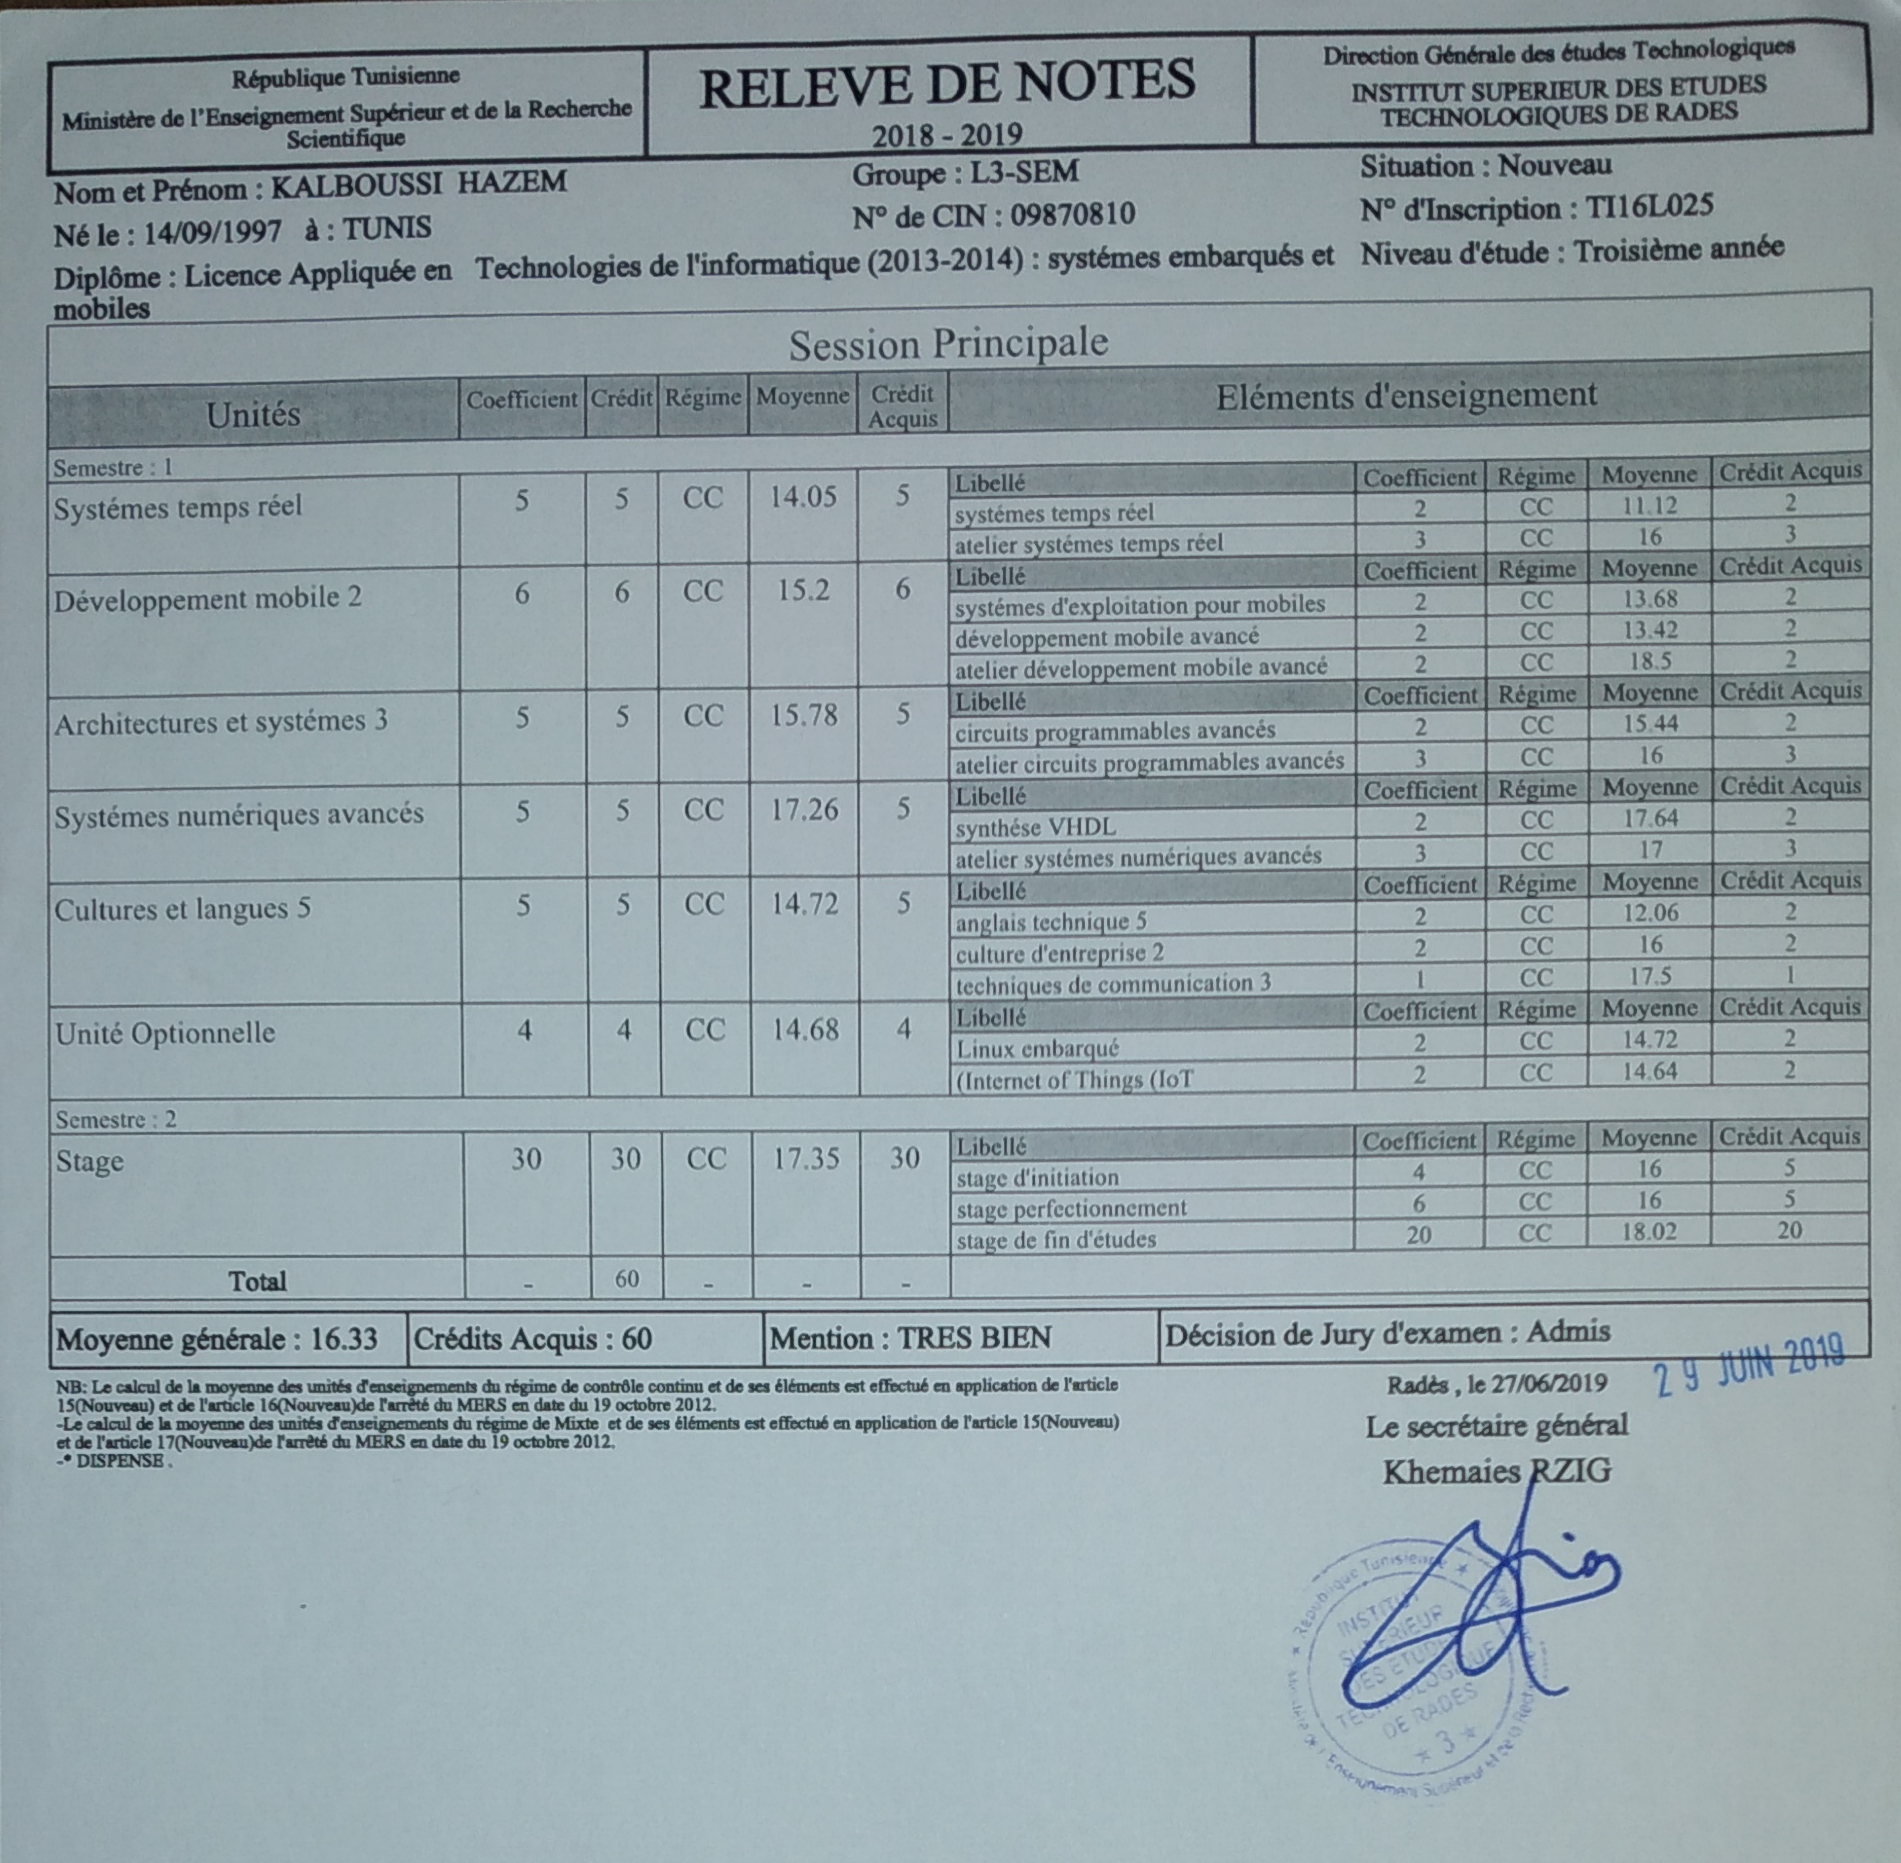 République Tunisienne
Ministère de l'Enseignement Supérieur et de la Recherche
Scientifique
RELEVE DE NOTES
2018 - 2019
Direction Générale des études Technologiques
INSTITUT SUPERIEUR DES ETUDES
TECHNOLOGIQUES DE RADES
Nom et Prénom : KALBOUSSI HAZEM
Groupe : L3-SEM
Situation : Nouveau
Né le : 14/09/1997 à : TUNIS
N° de CIN : 09870810
N° d'Inscription : TI16L025
Diplôme : Licence Appliquée en Technologies de l'informatique (2013-2014) : systémes embarqués et
mobiles
Niveau d'étude : Troisième année
Session Principale
Unités Coefficient Crédit Régime Moyenne Crédit Acquis Eléments d'enseignement
Semestre : 1
Systémes temps réel 5 5 CC 14.05 5
Libellé Coefficient Régime Moyenne Crédit Acquis
systémes temps réel 2 CC 11.12 2
atelier systémes temps réel 3 CC 16 3
Développement mobile 2 6 6 CC 15.2 6
Libellé Coefficient Régime Moyenne Crédit Acquis
systémes d'exploitation pour mobiles 2 CC 13.68 2
développement mobile avancé 2 CC 13.42 2
atelier développement mobile avancé 2 CC 18.5 2
Architectures et systémes 3 5 5 CC 15.78 5
Libellé Coefficient Régime Moyenne Crédit Acquis
circuits programmables avancés 2 CC 15.44 2
atelier circuits programmables avancés 3 CC 16 3
Systémes numériques avancés 5 5 CC 17.26 5
Libellé Coefficient Régime Moyenne Crédit Acquis
synthése VHDL 2 CC 17.64 2
atelier systémes numériques avancés 3 CC 17 3
Cultures et langues 5 5 5 CC 14.72 5
Libellé Coefficient Régime Moyenne Crédit Acquis
anglais technique 5 2 CC 12.06 2
culture d'entreprise 2 2 CC 16 2
techniques de communication 3 1 CC 17.5 1
Unité Optionnelle 4 4 CC 14.68 4
Libellé Coefficient Régime Moyenne Crédit Acquis
Linux embarqué 2 CC 14.72 2
(Internet of Things (IoT 2 CC 14.64 2
Semestre : 2
Stage 30 30 CC 17.35 30
Libellé Coefficient Régime Moyenne Crédit Acquis
stage d'initiation 4 CC 16 5
stage perfectionnement 6 CC 16 5
stage de fin d'études 20 CC 18.02 20
Total - 60 - - -
Moyenne générale : 16.33 Crédits Acquis : 60 Mention : TRES BIEN Décision de Jury d'examen : Admis
NB: Le calcul de la moyenne des unités d'enseignements du régime de contrôle continu et de ses éléments est effectué en application de l'article
15(Nouveau) et de l'article 16(Nouveau)de l'arrêté du MERS en date du 19 octobre 2012.
-Le calcul de la moyenne des unités d'enseignements du régime de Mixte et de ses éléments est effectué en application de l'article 15(Nouveau)
et de l'article 17(Nouveau)de l'arrêté du MERS en date du 19 octobre 2012.
-* DISPENSE .
Radès , le 27/06/2019
29 JUIN 2019
Le secrétaire général
Khemaies RZIG
République Tunisienne
INSTITUT
SUPERIEUR
DES ETUDES
TECHNOLOGIQUE
DE RADES
* 3 *